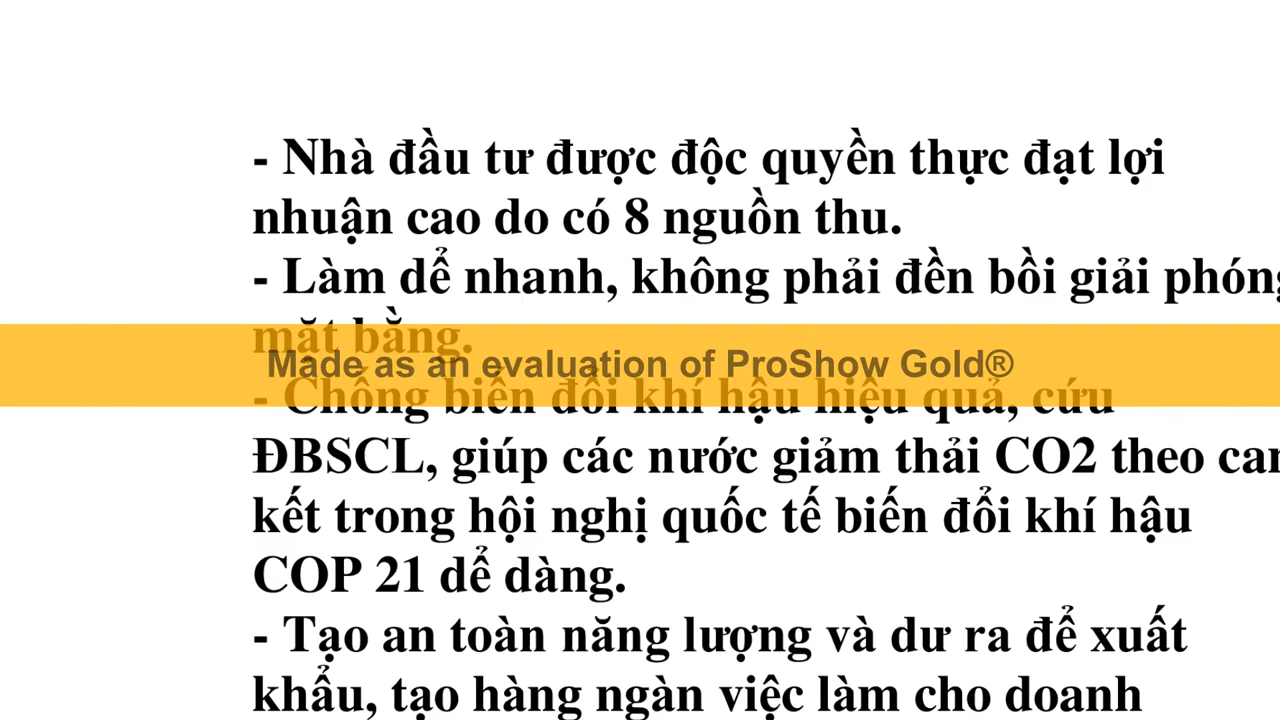 - Nhà đầu tư được độc quyền thực đạt lợi
nhuận cao do có 8 nguồn thu.
- Làm dể nhanh, không phải đền bồi giải phóng
mặt bằng.
Made as an evaluation of ProShow Gold®
- Chống biến đổi khí hậu hiệu quả, cứu
ĐBSCL, giúp các nước giảm thải CO2 theo
kết trong hội nghị quốc tế biến đổi khí hậu
COP 21 dể dàng.
- Tạo an toàn năng lượng và dư ra để xuất
khẩu, tạo hàng ngàn việc làm cho doanh